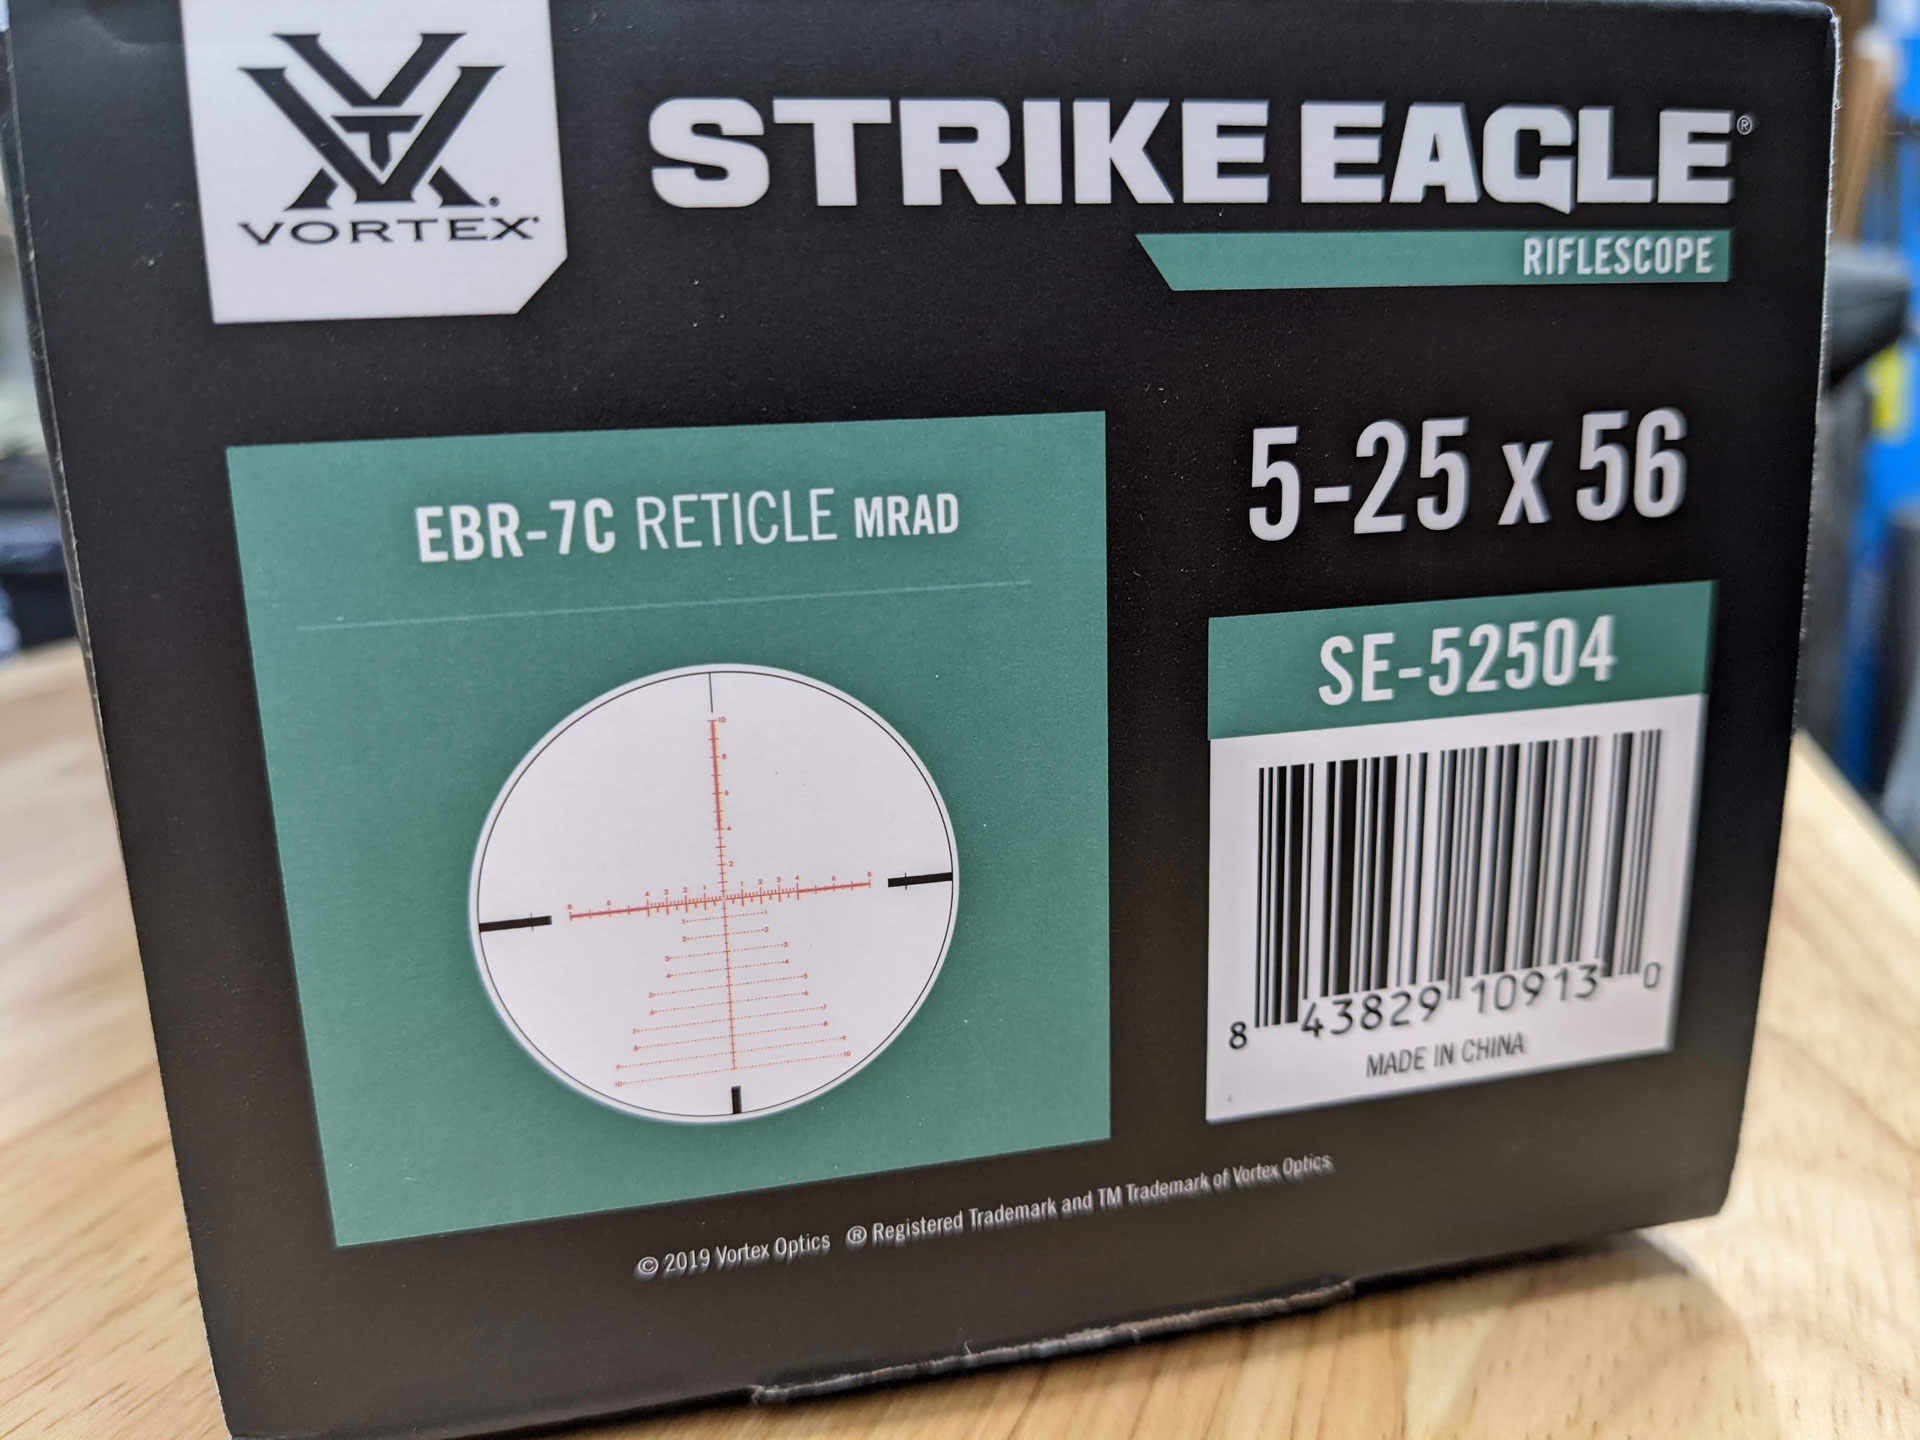 VORTEX
STRIKE EAGLE®
RIFLESCOPE
5-25 x 56
EBR-7C RETICLE MRAD
SE-52504
8 43829 10913 0
MADE IN CHINA
© 2019 Vortex Optics ® Registered Trademark and TM Trademark of Vortex Optics